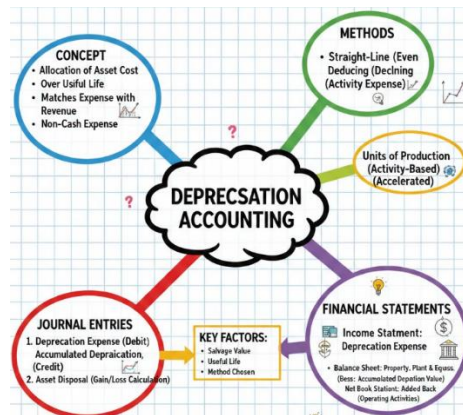 CONCEPT
• Allocation of Asset Cost
• Over Usiful Life
• Matches Expense with
Revenue
• Non-Cash Expense
METHODS
• Straight-Line (Even
Deducing (Declning
(Activity Expense)
?
?
Units of Production
(Activity-Based)
(Accelerated)
DEPRECSATION
ACCOUNTING
JOURNAL ENTRIES
1. Deprecation Expense (Debit)
Accumulated Depraication,
(Credit)
2. Asset Disposal (Gain/Loss Calculation)
KEY FACTORS:
• Salvage Value
• Useful Life
• Method Chosen
FINANCIAL STATEMENTS
$
Income Statment:
Deprecation Expense
• Balance Sheet: Property, Plant & Equiss.
(Bess: Accumulated Depation Value)
Net Book Statient: Added Back
(Operating Activities)